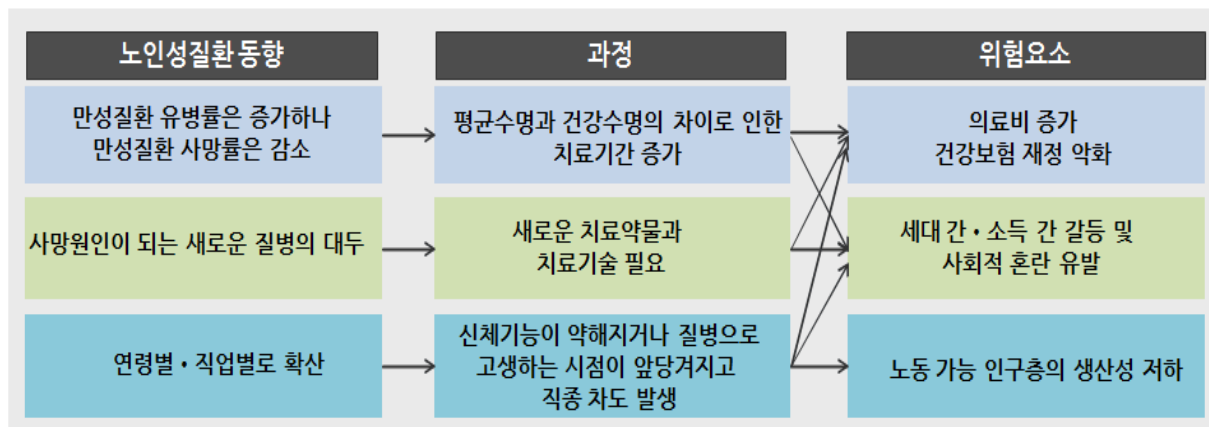 노인성질환 동향
과정
위험요소
만성질환 유병률은 증가하나
만성질환 사망률은 감소
평균수명과 건강수명의 차이로 인한
치료기간 증가
의료비 증가
건강보험 재정 악화
사망원인이 되는 새로운 질병의 대두
새로운 치료약물과
치료기술 필요
세대 간・소득 간 갈등 및
사회적 혼란 유발
연령별・직업별로 확산
신체기능이 약해지거나 질병으로
고생하는 시점이 앞당겨지고
직종 차도 발생
노동 가능 인구층의 생산성 저하